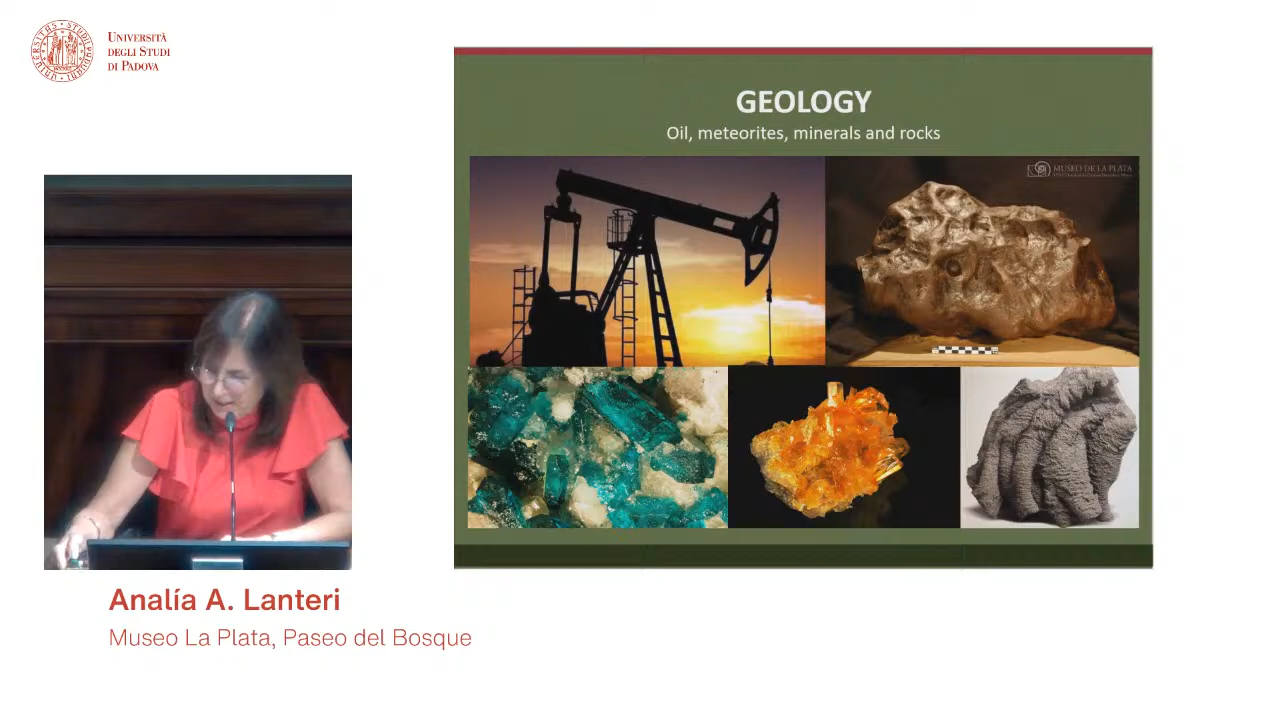 UNIVERSITÀ
DEGLI STUDI
DI PADOVA
GEOLOGY
Oil, meteorites, minerals and rocks
MUSEO DE LA PLATA
Analía A. Lanteri
Museo La Plata, Paseo del Bosque